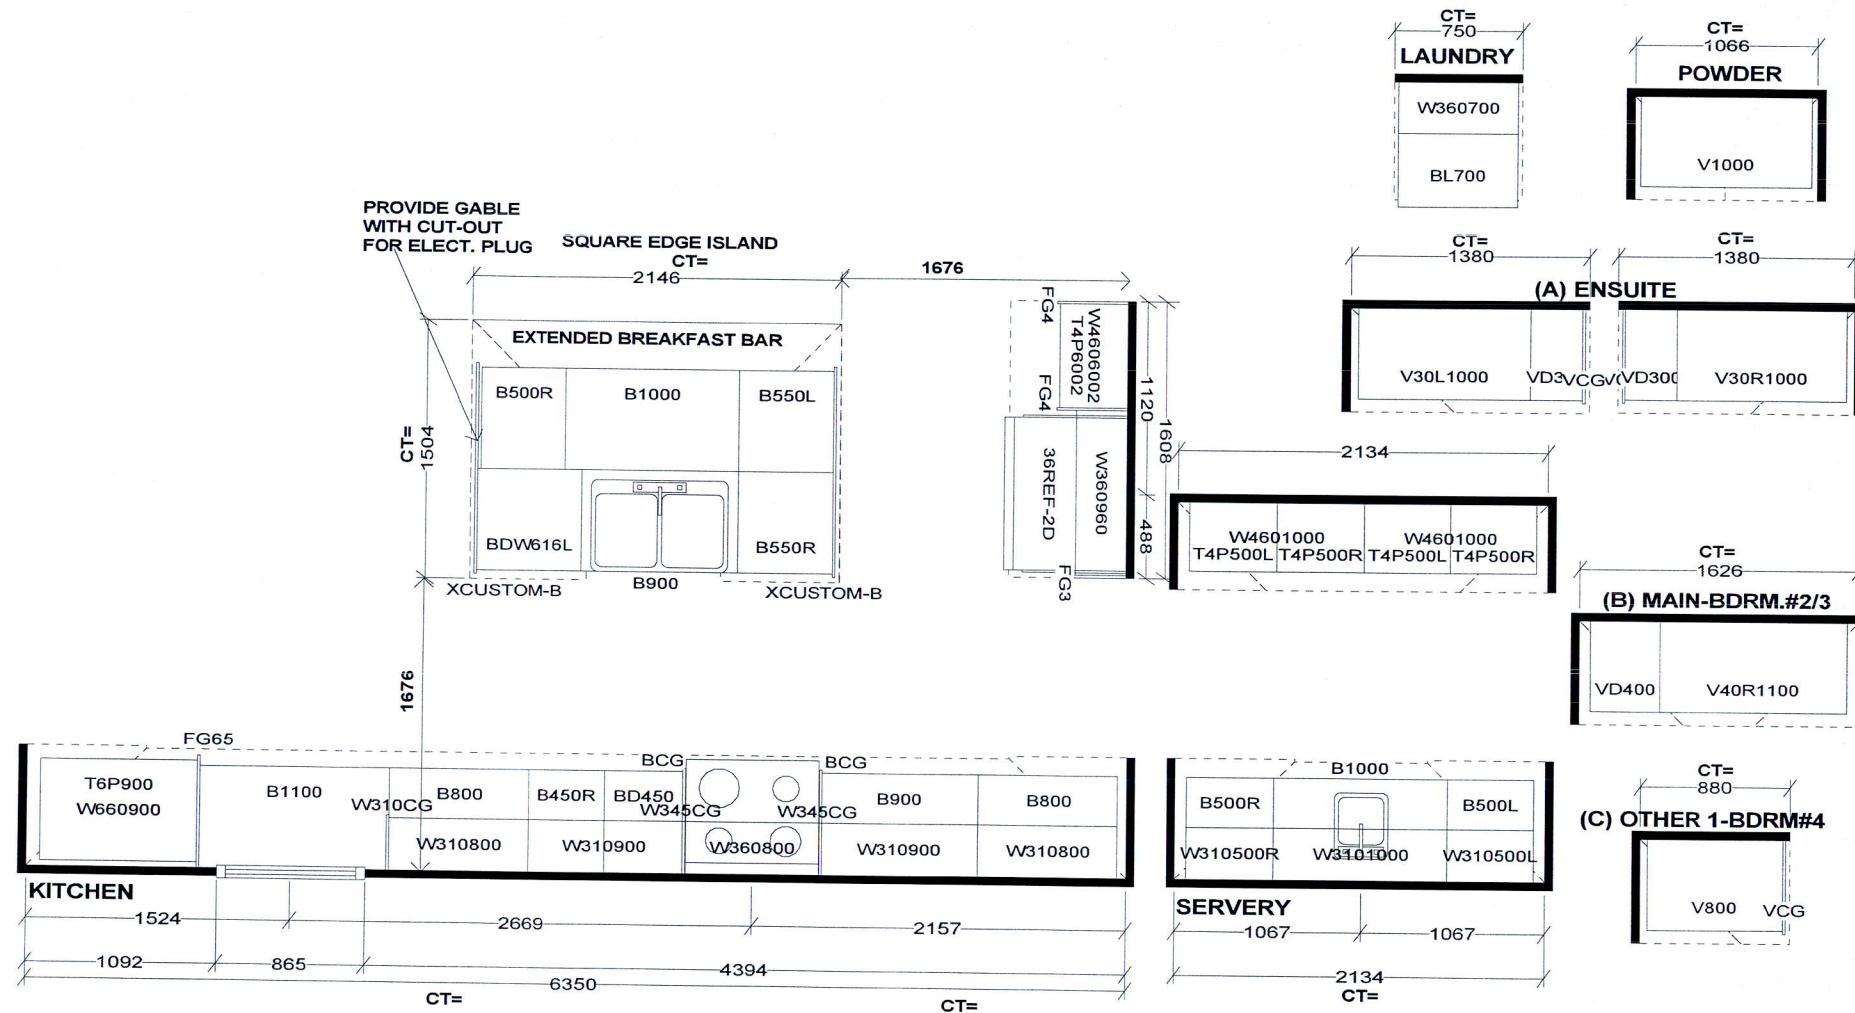 CT=
750
LAUNDRY
W360700
BL700
CT=
1066
POWDER
V1000
PROVIDE GABLE
WITH CUT-OUT
FOR ELECT. PLUG
SQUARE EDGE ISLAND
CT=
2146
1676
EXTENDED BREAKFAST BAR
CT=
1504
B500R
B1000
B550L
BDW616L
B550R
XCUSTOM-B
B900
XCUSTOM-B
1676
FG4
W4606002
T4P6002
FG4
1120
1608
36REF-2D
W360960
488
FG3
CT=
1380
CT=
1380
(A) ENSUITE
V30L1000
VD3
VCG
VD300
V30R1000
2134
W4601000
W4601000
T4P500L
T4P500R
T4P500L
T4P500R
CT=
1626
(B) MAIN-BDRM.#2/3
VD400
V40R1100
FG65
T6P900
W660900
B1100
W310CG
B800
B450R
BD450
BCG
BCG
W345CG
W345CG
B900
B800
W310800
W310900
W360800
W310900
W310800
KITCHEN
1524
2669
2157
1092
865
4394
6350
CT=
CT=
B1000
B500R
B500L
W310500R
W3101000
W310500L
SERVERY
1067
1067
2134
CT=
CT=
880
(C) OTHER 1-BDRM#4
V800
VCG